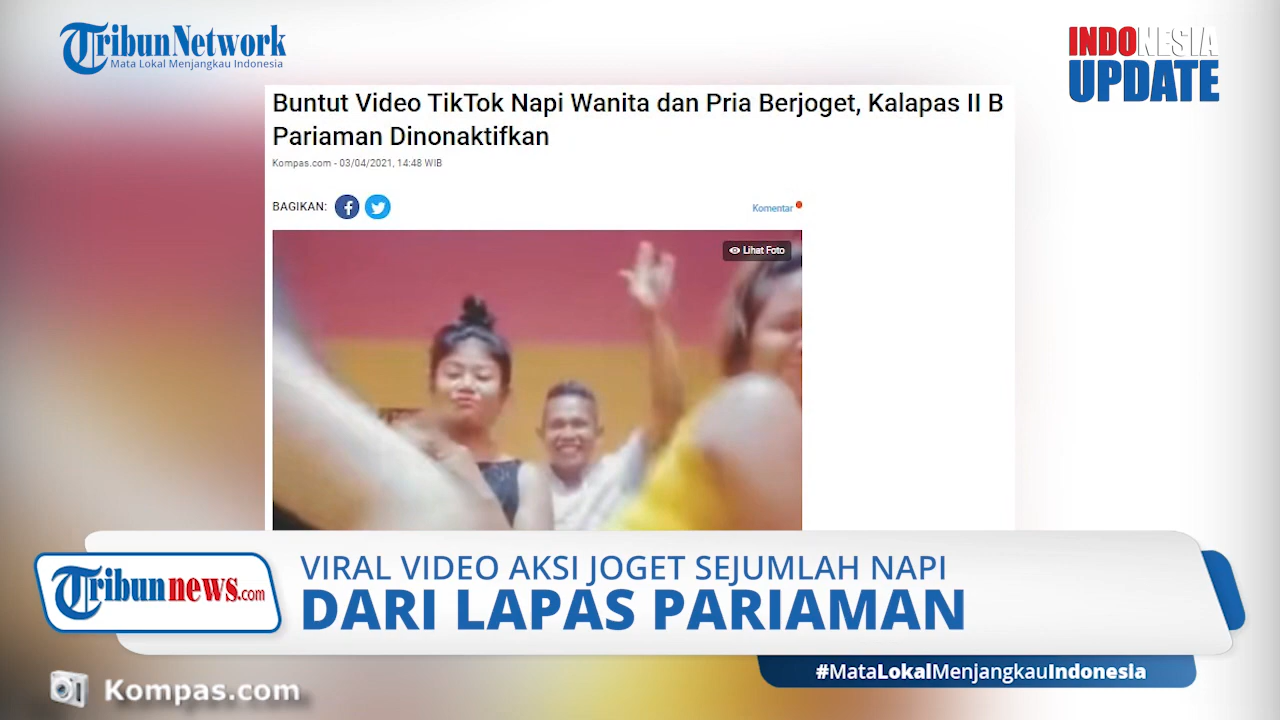 TribunNetwork
Mata Lokal Menjangkau Indonesia
INDONESIA
UPDATE
Buntut Video TikTok Napi Wanita dan Pria Berjoget, Kalapas II B
Pariaman Dinonaktifkan
Kompas.com - 03/04/2021, 14:48 WIB
BAGIKAN:
Komentar
Lihat Foto
Tribunnews.com
VIRAL VIDEO AKSI JOGET SEJUMLAH NAPI
DARI LAPAS PARIAMAN
#MataLokalMenjangkauIndonesia
Kompas.com